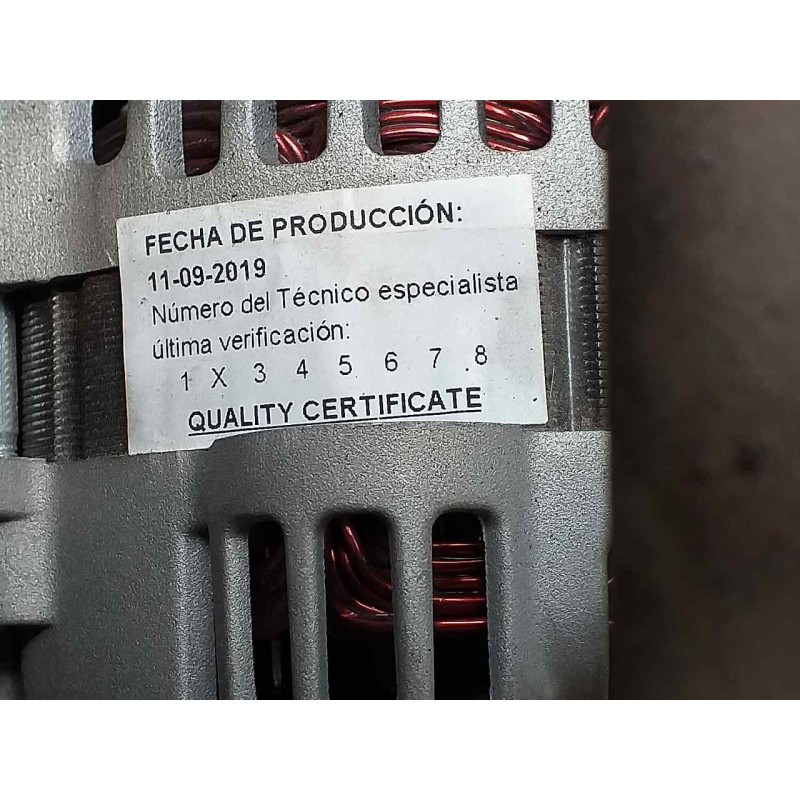 FECHA DE PRODUCCIÓN:
11-09-2019
Número del Técnico especialista
última verificación:
1 X 3 4 5 6 7 8
QUALITY CERTIFICATE